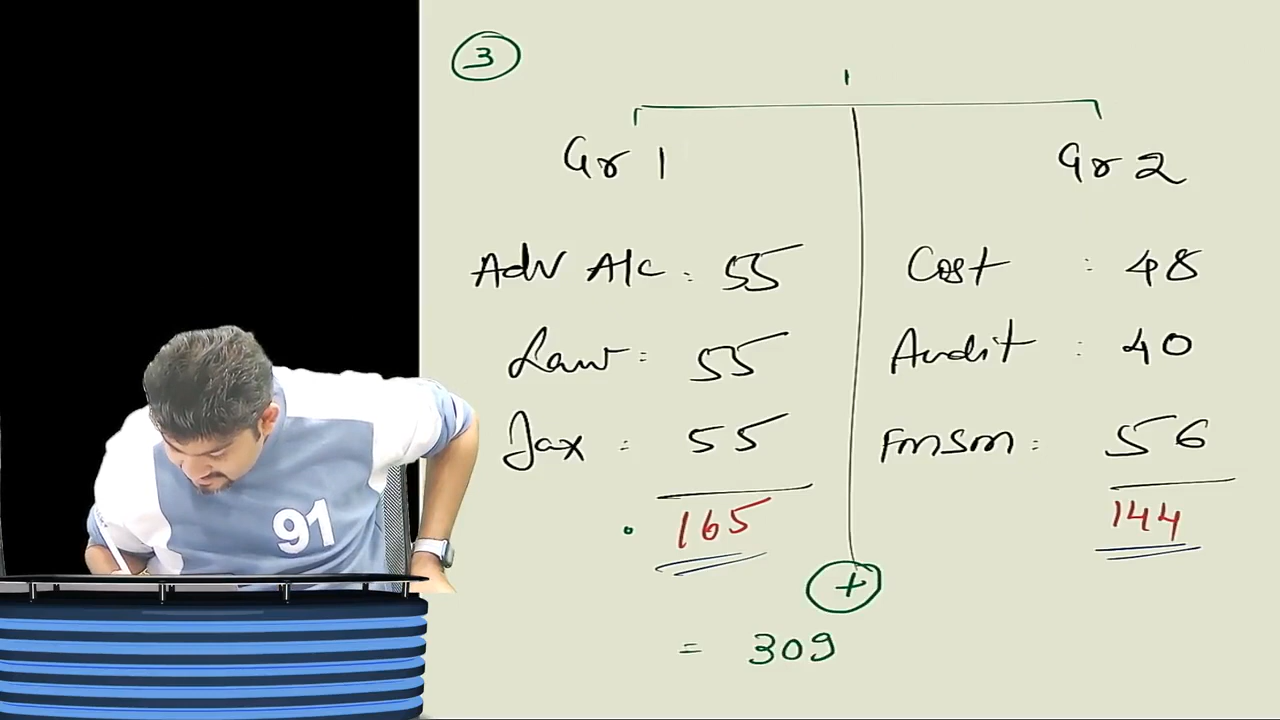 3
Gr 1
Adv A/c : 55
Law = 55
Tax = 55
165
Gr 2
Cost : 48
Audit : 40
FMSM = 56
144
+
= 309
91